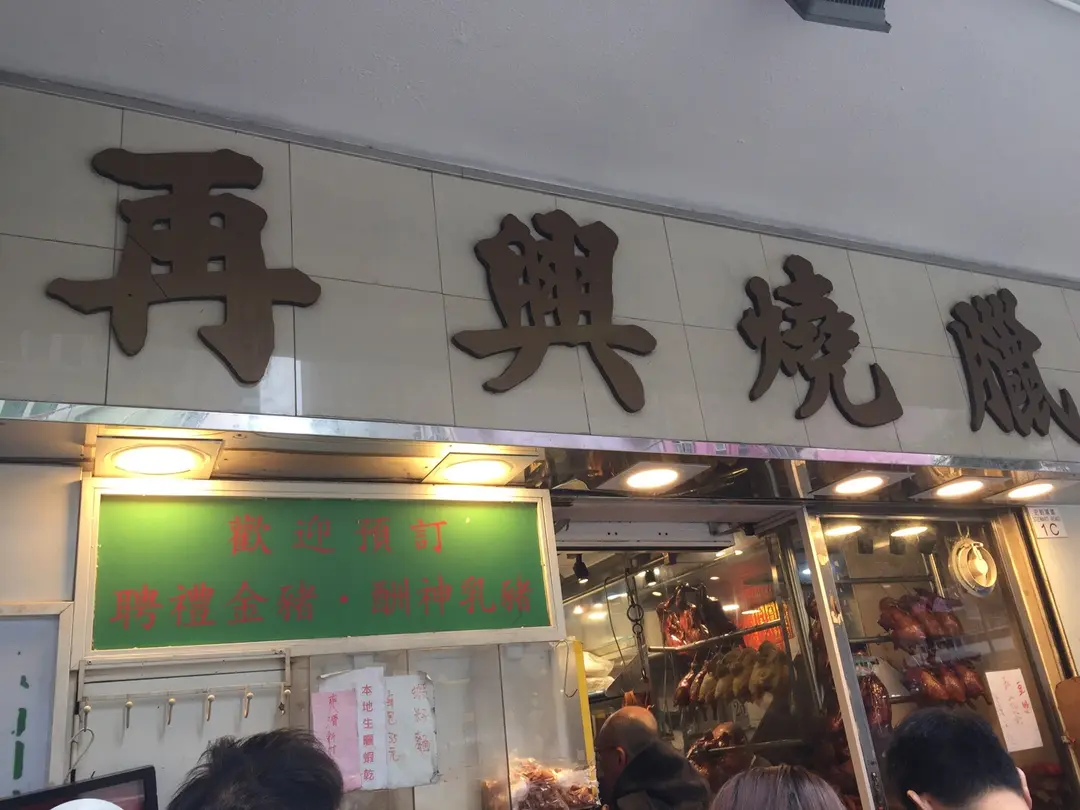 再興燒臘
歡迎預訂
聘禮金豬・酬神乳豬
本地生曬蝦乾
1C